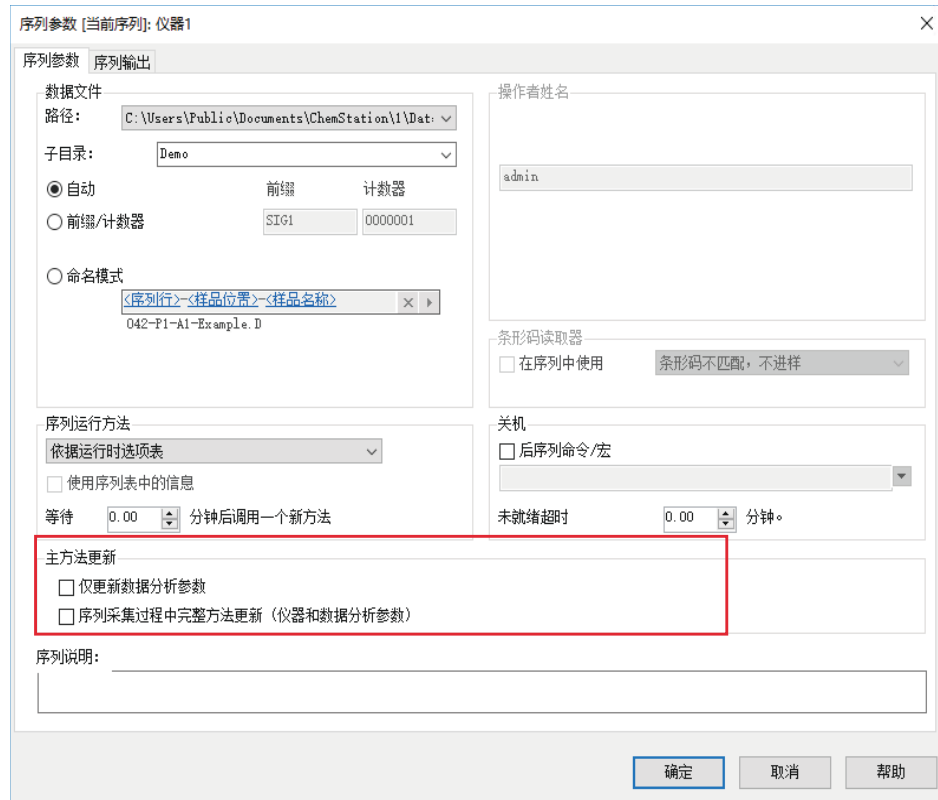 序列参数 [当前序列]: 仪器1
序列参数 序列输出
数据文件
路径: C:\Users\Public\Documents\ChemStation\1\Dat
子目录: Demo
自动 前缀 计数器
前缀/计数器 SIG1 0000001
命名模式
<序列行>-<样品位置>-<样品名称>
042-P1-A1-Example.D
操作者姓名
admin
条形码读取器
在序列中使用 条形码不匹配，不进样
序列运行方法
依据运行时选项表
使用序列表中的信息
等待 0.00 分钟后调用一个新方法
关机
后序列命令/宏
未就绪超时 0.00 分钟。
主方法更新
仅更新数据分析参数
序列采集过程中完整方法更新（仪器和数据分析参数）
序列说明:
确定 取消 帮助